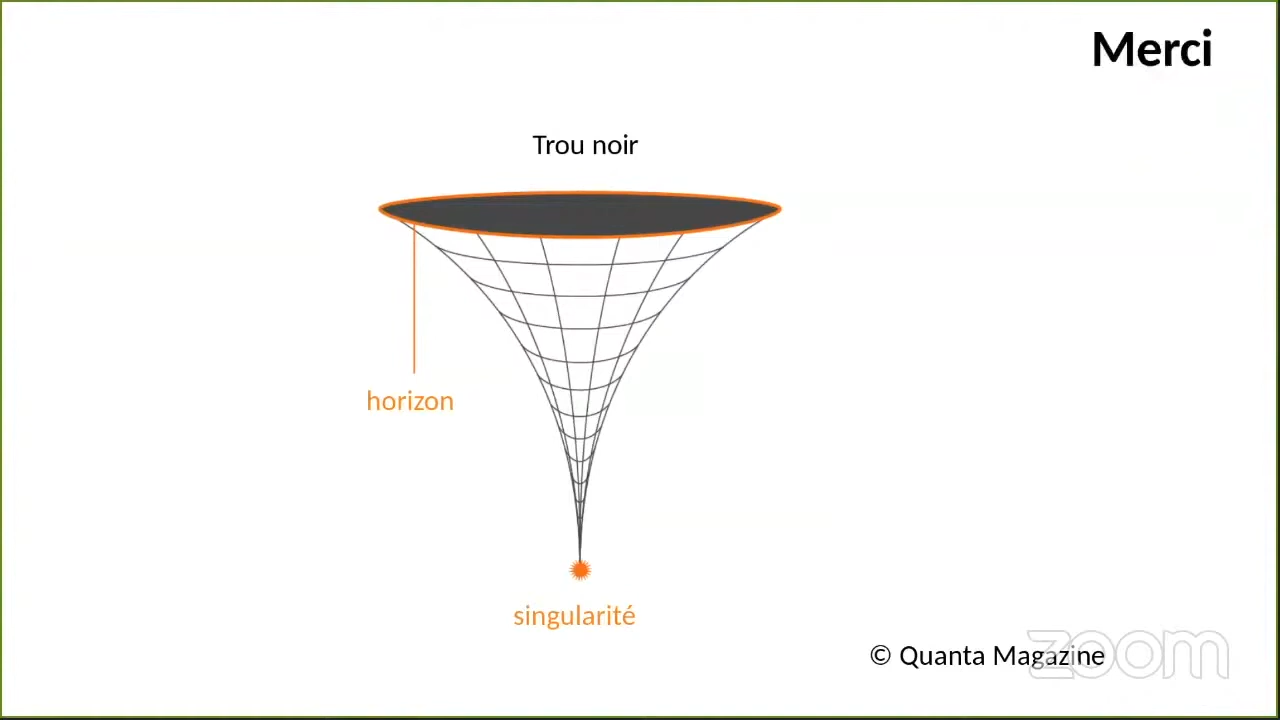 Merci
Trou noir
horizon
singularité
© Quanta Magazine
zoom